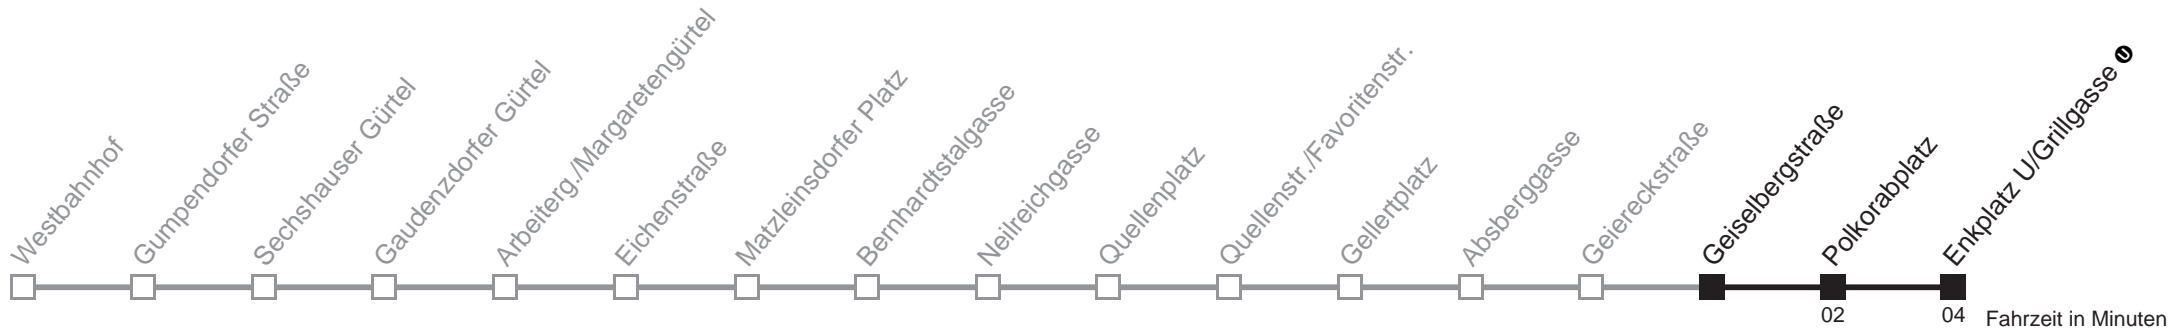 Westbahnhof
Gumpendorfer Straße
Sechshauser Gürtel
Gaudenzdorfer Gürtel
Arbeiterg./Margaretengürtel
Eichenstraße
Matzleinsdorfer Platz
Bernhardtstalgasse
Neilreichgasse
Quellenplatz
Quellenstr./Favoritenstr.
Gellertplatz
Absberggasse
Geiereckstraße
Geiselbergstraße
Polkorabplatz
Enkplatz U/Grillgasse U
02
04
Fahrzeit in Minuten